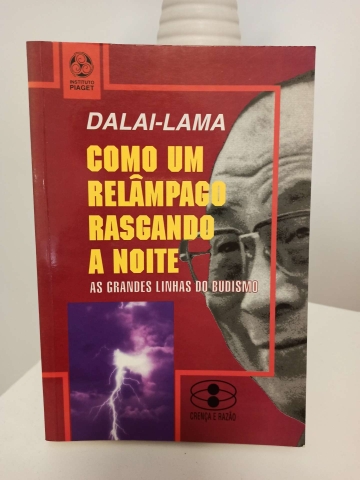 INSTITUTO
PIAGET
DALAI-LAMA
COMO UM
RELÂMPAGO
RASGANDO
A NOITE
AS GRANDES LINHAS DO BUDISMO
CRENÇA E RAZÃO